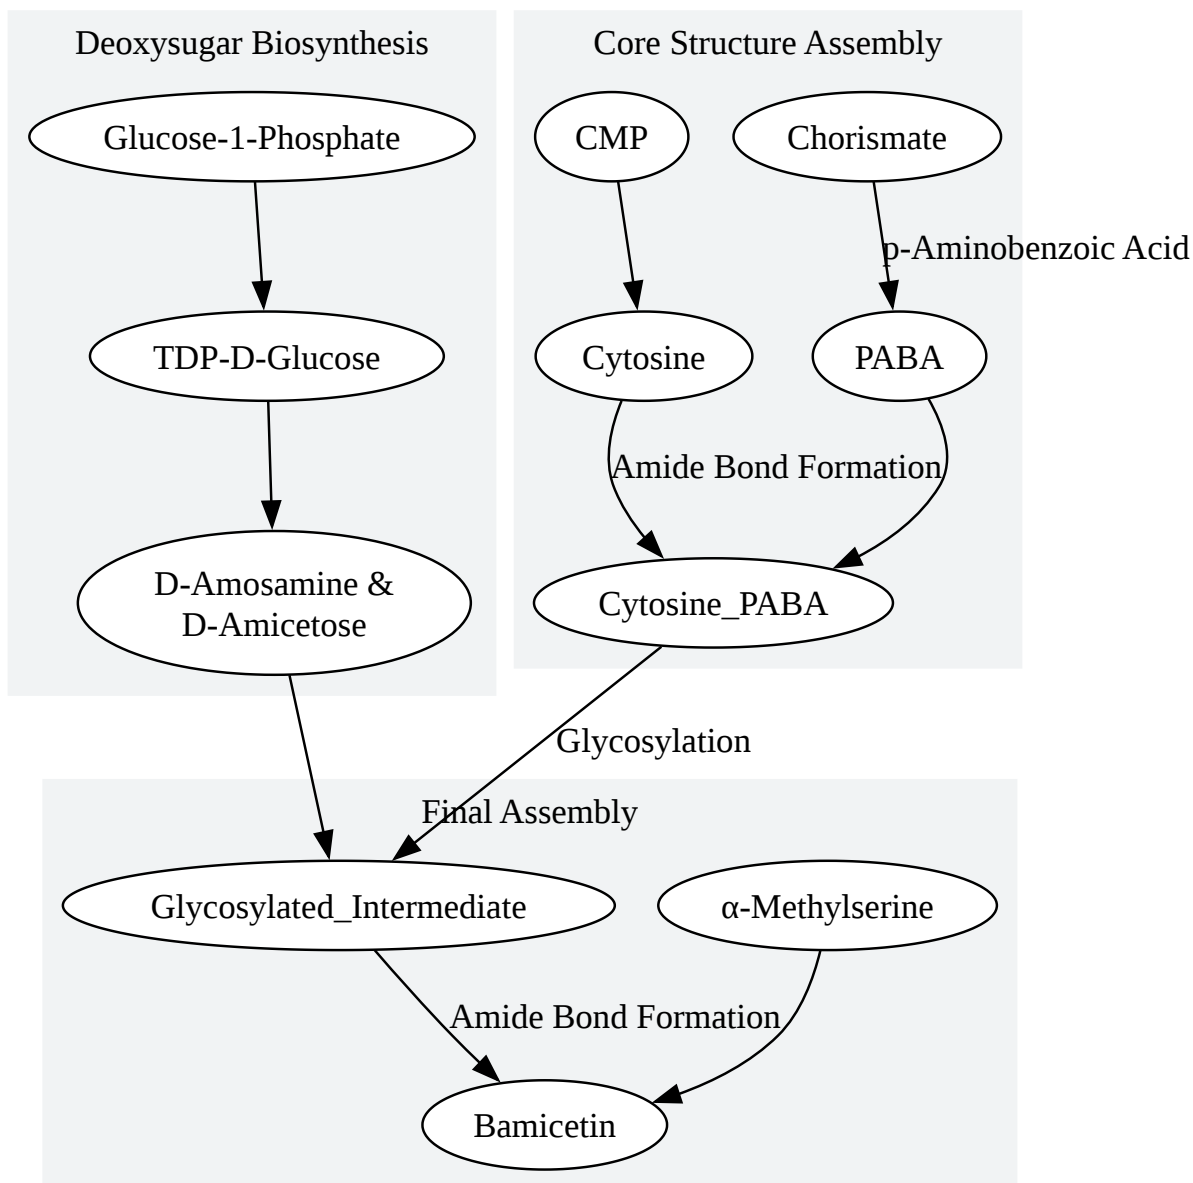 Deoxysugar Biosynthesis
Core Structure Assembly
Glucose-1-Phosphate
CMP
Chorismate
p-Aminobenzoic Acid
TDP-D-Glucose
Cytosine
PABA
Amide Bond Formation
D-Amosamine &
D-Amicetose
Cytosine_PABA
Glycosylation
Final Assembly
Glycosylated_Intermediate
α-Methylserine
Amide Bond Formation
Bamicetin